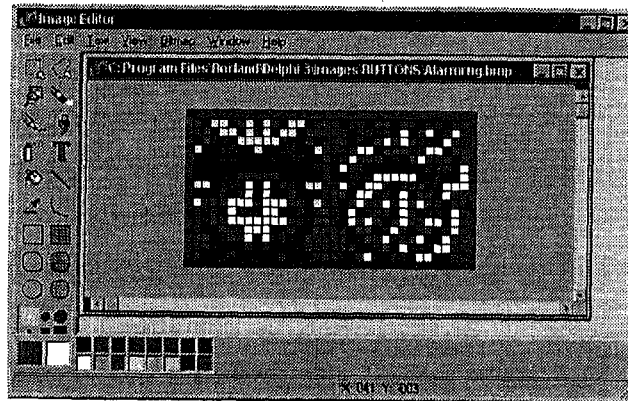 Image Editor
File Edit Text View Bitmap Window Help
C:\Program Files\Borland\Delphi 3\Images\BUTTONS\Alarmrng.bmp
T
X: 041 Y: 003